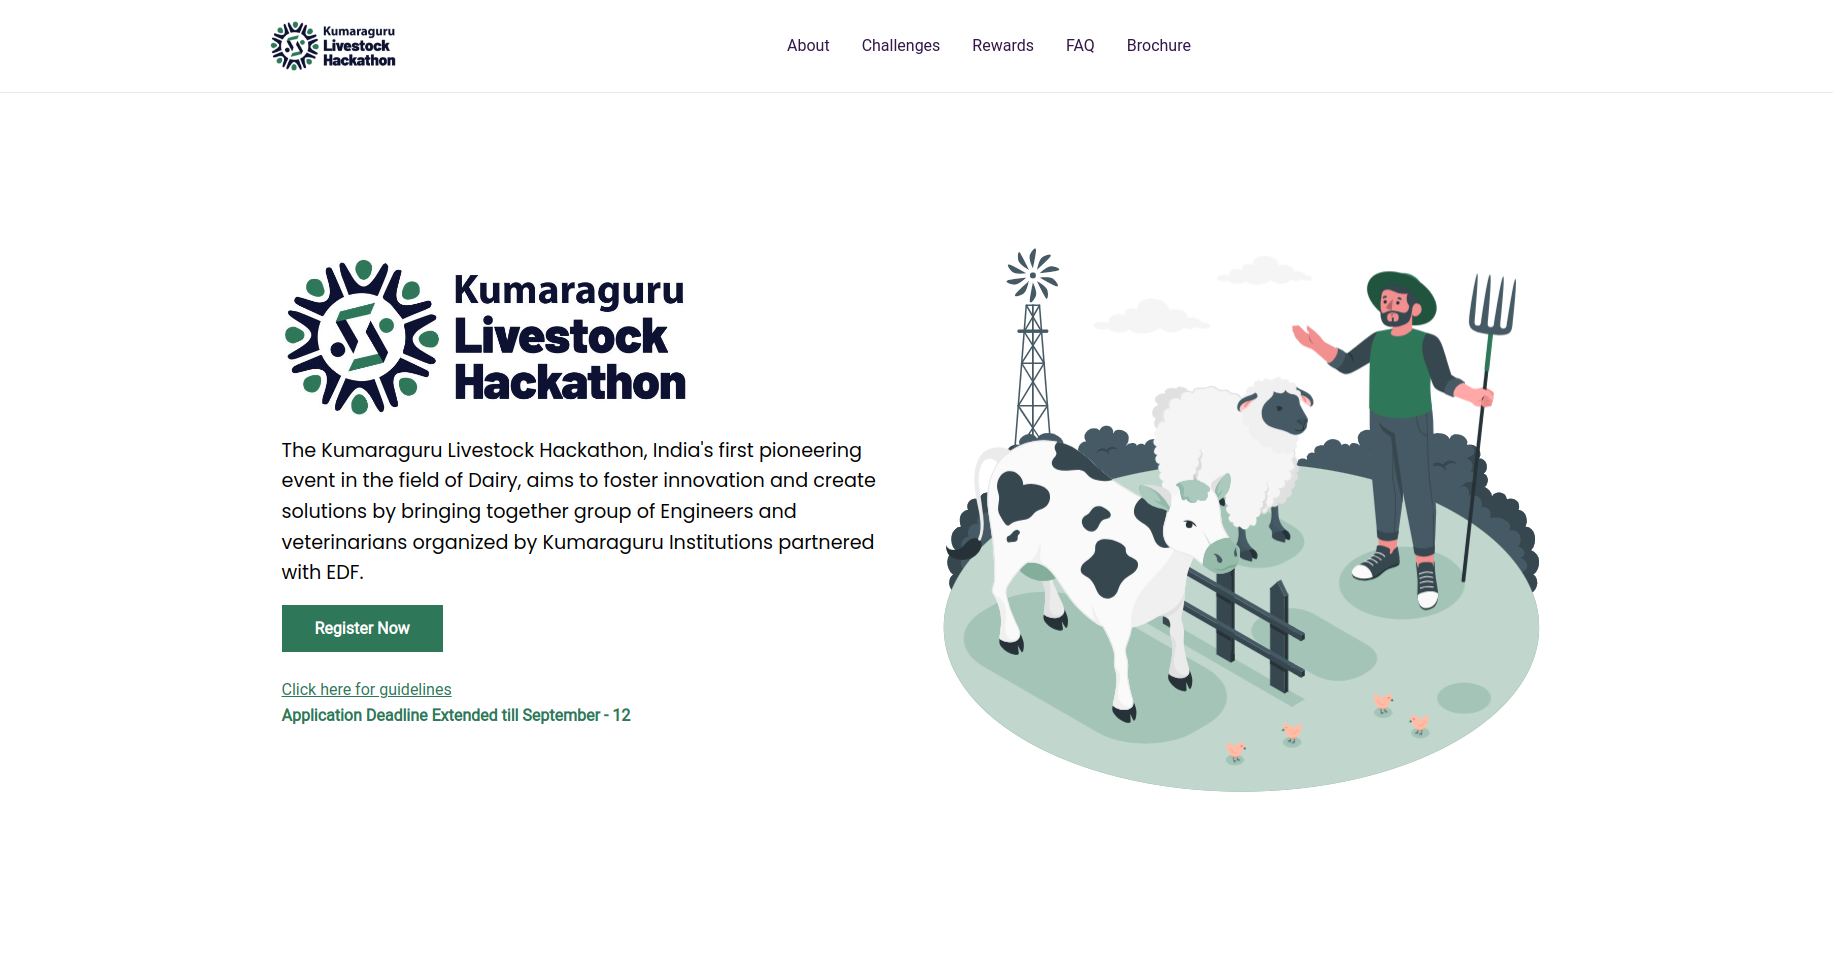 Kumaraguru
Livestock
Hackathon
About
Challenges
Rewards
FAQ
Brochure
Kumaraguru
Livestock
Hackathon
The Kumaraguru Livestock Hackathon, India's first pioneering
event in the field of Dairy, aims to foster innovation and create
solutions by bringing together group of Engineers and
veterinarians organized by Kumaraguru Institutions partnered
with EDF.
Register Now
Click here for guidelines
Application Deadline Extended till September - 12